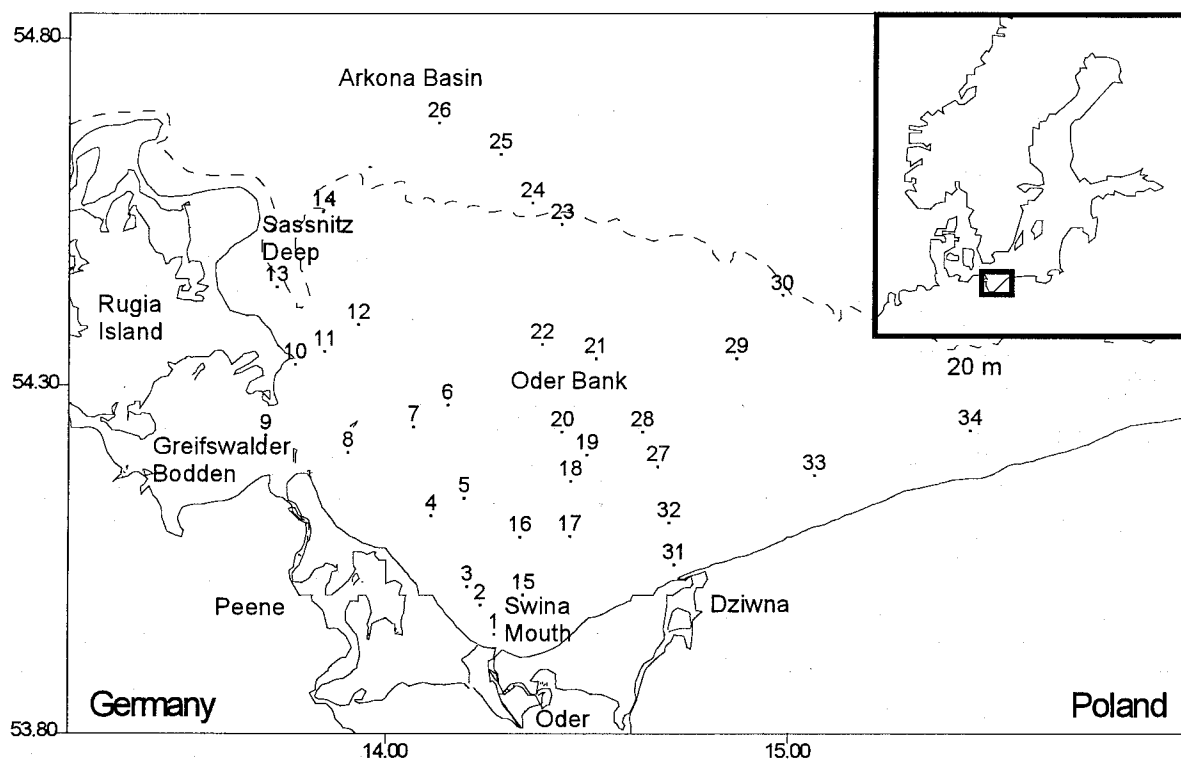 54.80
Arkona Basin
26
25
24
23
14
Sassnitz
Deep
13
30
Rugia
Island
12
11
10
22
21
29
20 m
54.30
Oder Bank
6
7
20
28
34
9
8
19
27
Greifswalder
Bodden
18
33
5
4
16
17
32
31
3
2
15
1
Swina
Mouth
Peene
Dziwna
Germany
Oder
Poland
53.80
14.00
15.00